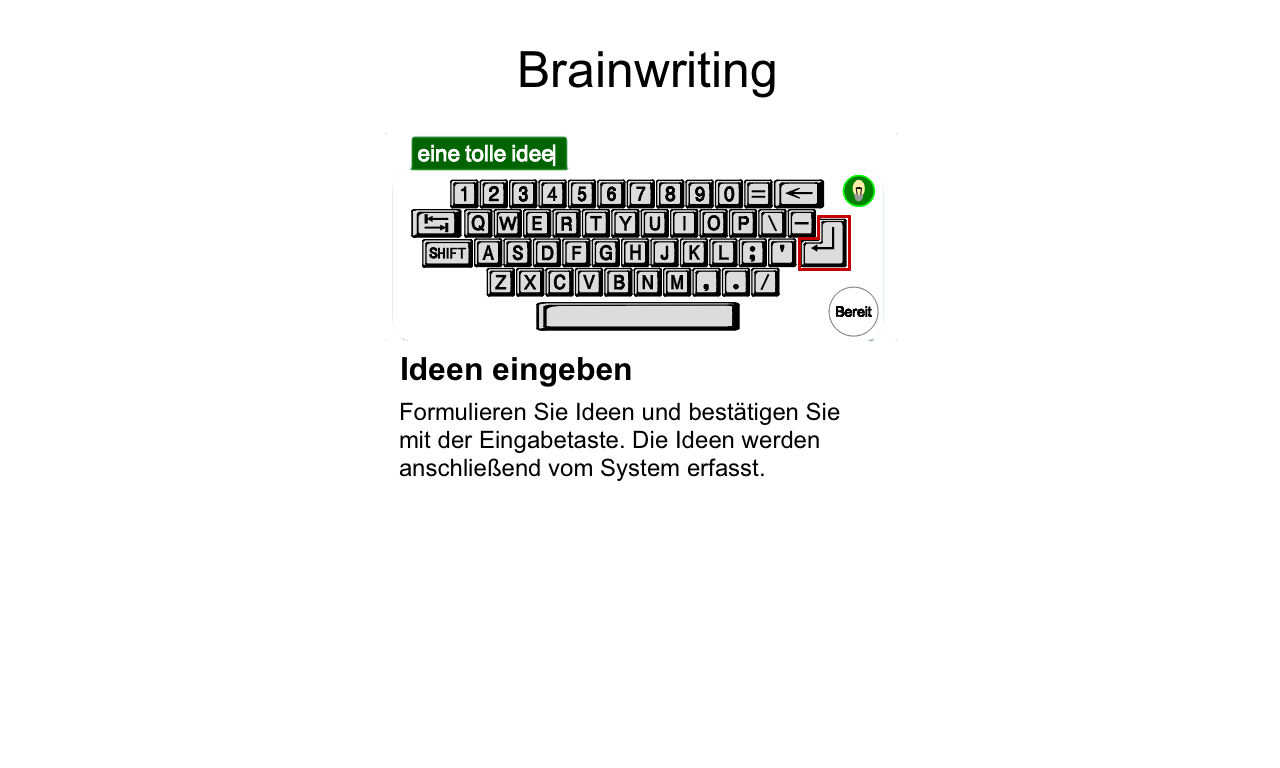 Brainwriting
eine tolle idee
1 2 3 4 5 6 7 8 9 0 =
Q W E R T Y U I O P \ –
SHIFT A S D F G H J K L ; '
Z X C V B N M , . /
Bereit
Ideen eingeben
Formulieren Sie Ideen und bestätigen Sie
mit der Eingabetaste. Die Ideen werden
anschließend vom System erfasst.